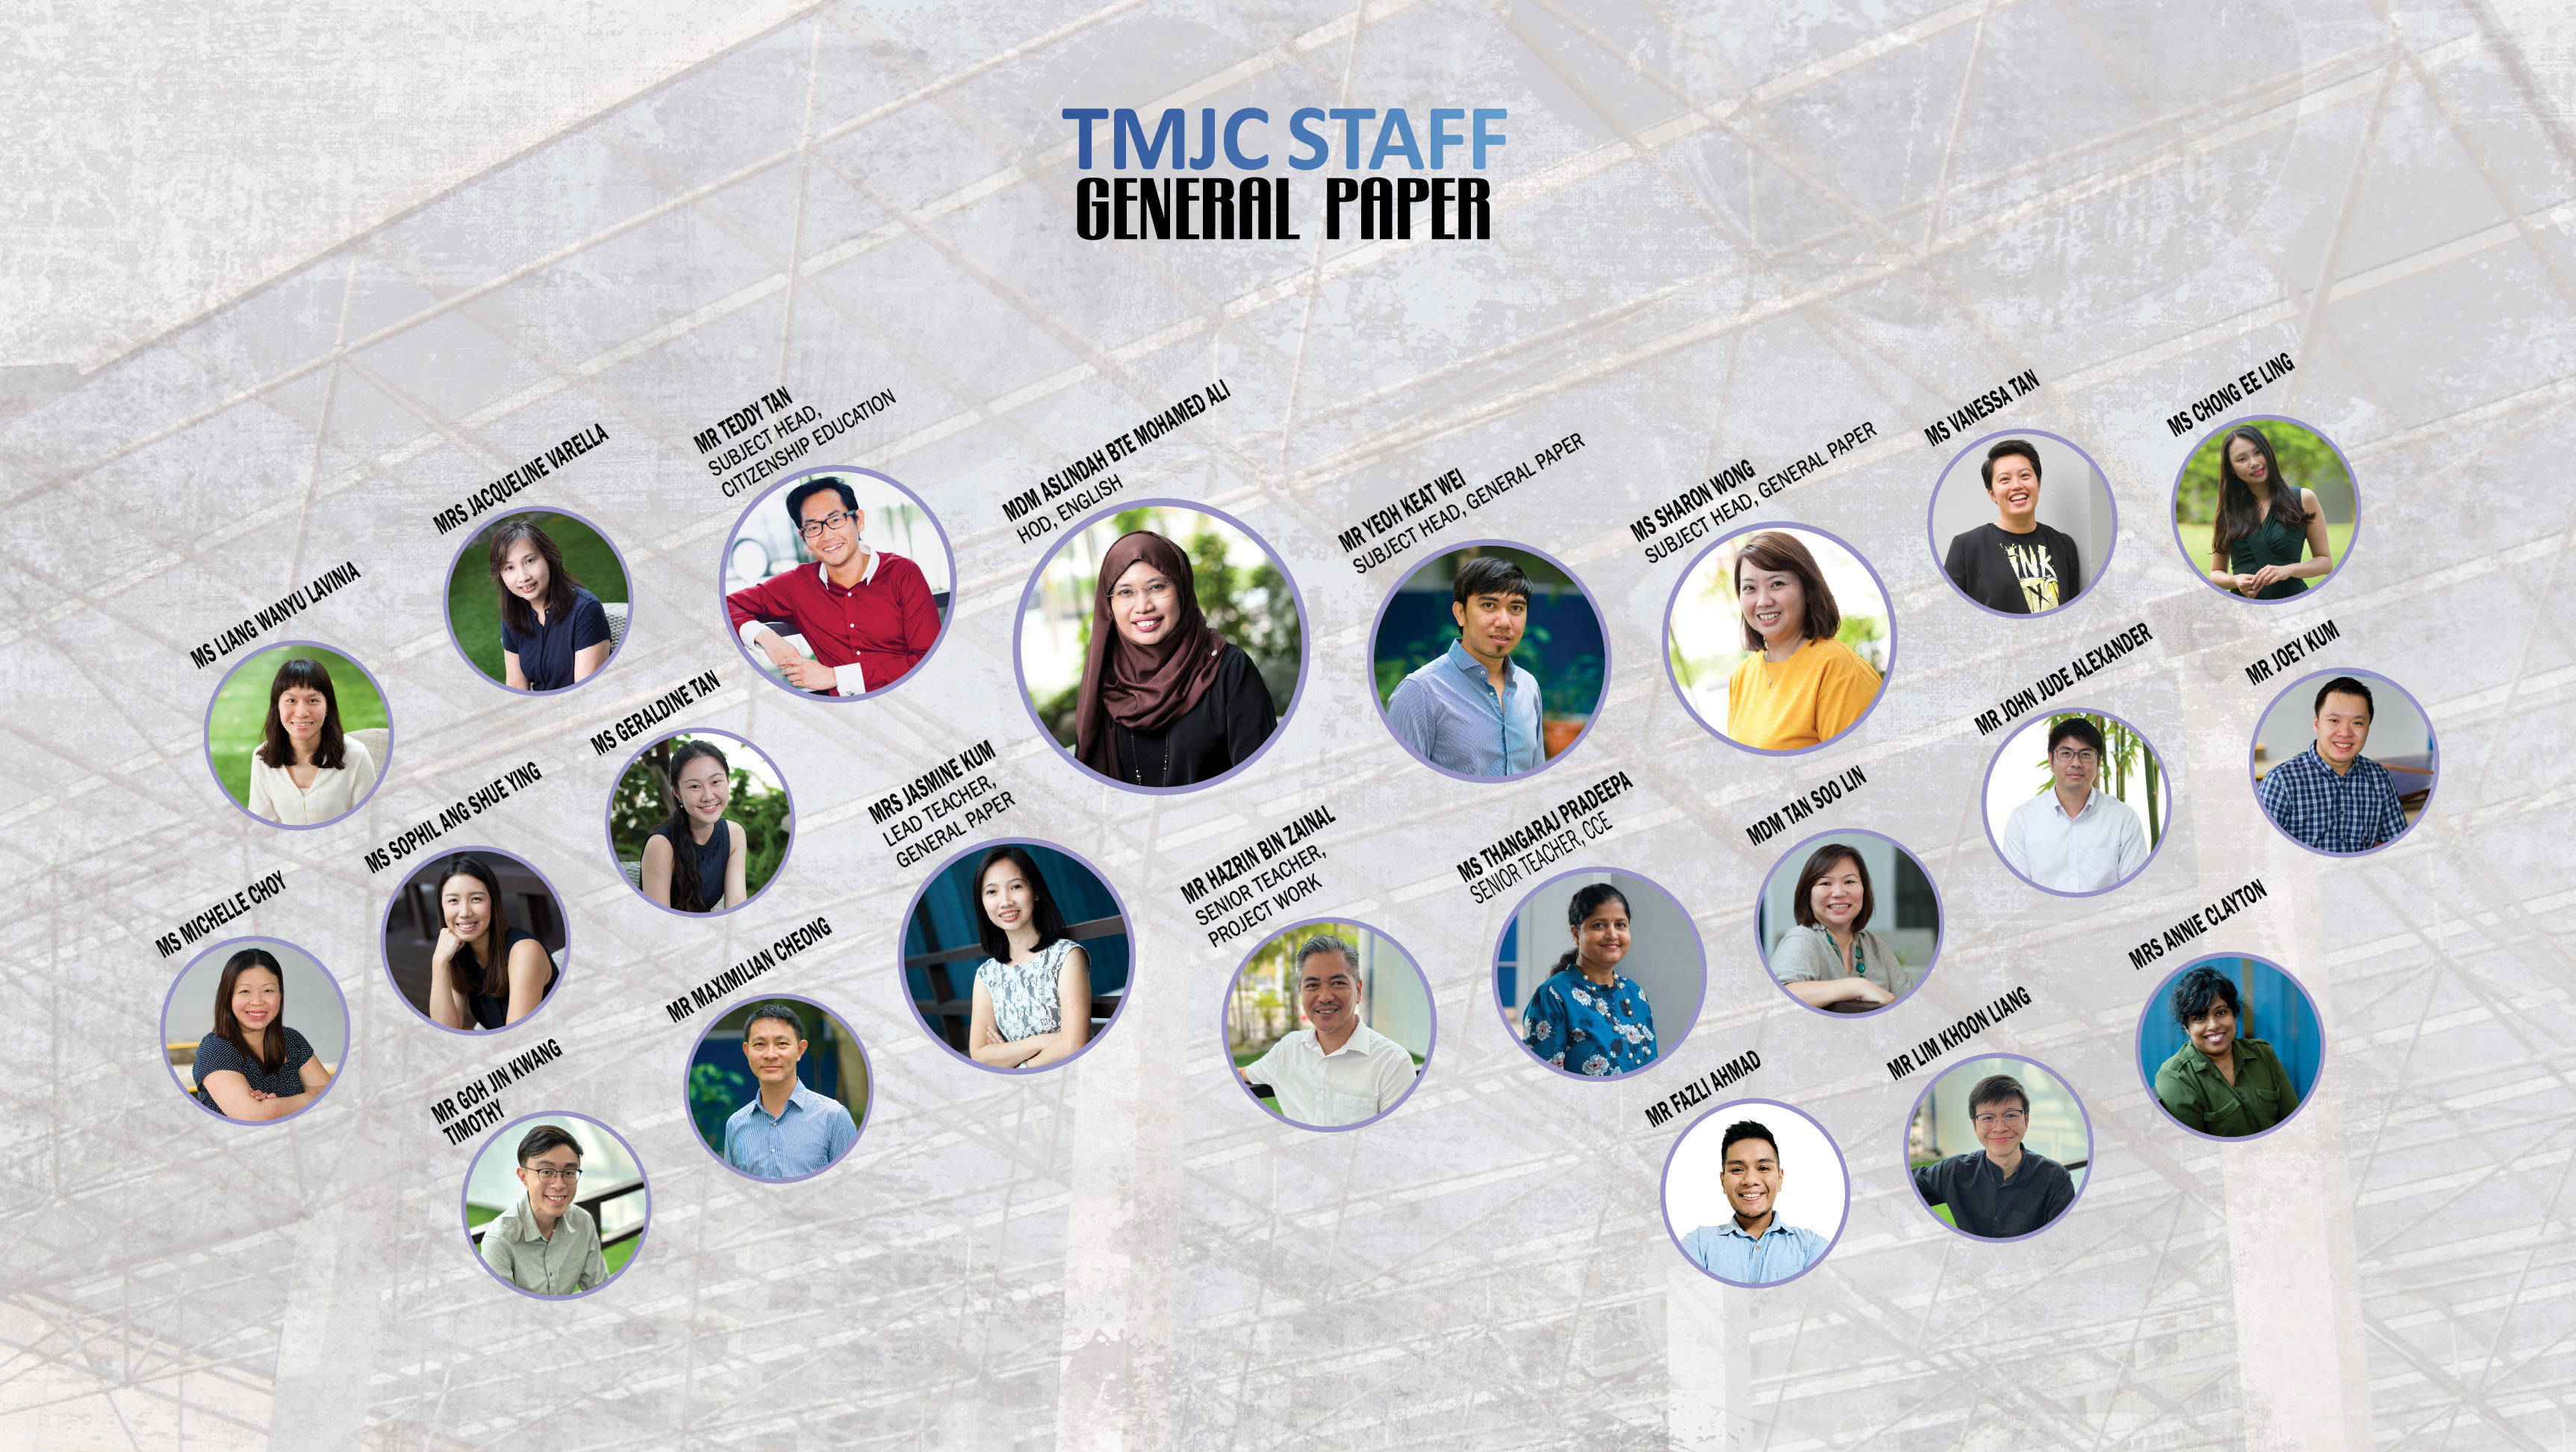 TMJC STAFF
GENERAL PAPER
MS LIANG WANYU LAVINIA
MRS JACQUELINE VARELLA
MR TEDDY TAN
SUBJECT HEAD,
CITIZENSHIP EDUCATION
MDM ASLINDAH BTE MOHAMED ALI
HOD, ENGLISH
MR YEOH KEAT WEI
SUBJECT HEAD, GENERAL PAPER
MS SHARON WONG
SUBJECT HEAD, GENERAL PAPER
MS VANESSA TAN
MS CHONG EE LING
MS MICHELLE CHOY
MS SOPHIL ANG SHUE YING
MS GERALDINE TAN
MRS JASMINE KUM
LEAD TEACHER,
GENERAL PAPER
MR HAZRIN BIN ZAINAL
SENIOR TEACHER,
PROJECT WORK
MS THANGARAJ PRADEEPA
SENIOR TEACHER, CCE
MDM TAN SOO LIN
MR JOHN JUDE ALEXANDER
MR JOEY KUM
MR GOH JIN KWANG
TIMOTHY
MR MAXIMILIAN CHEONG
MR FAZLI AHMAD
MR LIM KHOON LIANG
MRS ANNIE CLAYTON